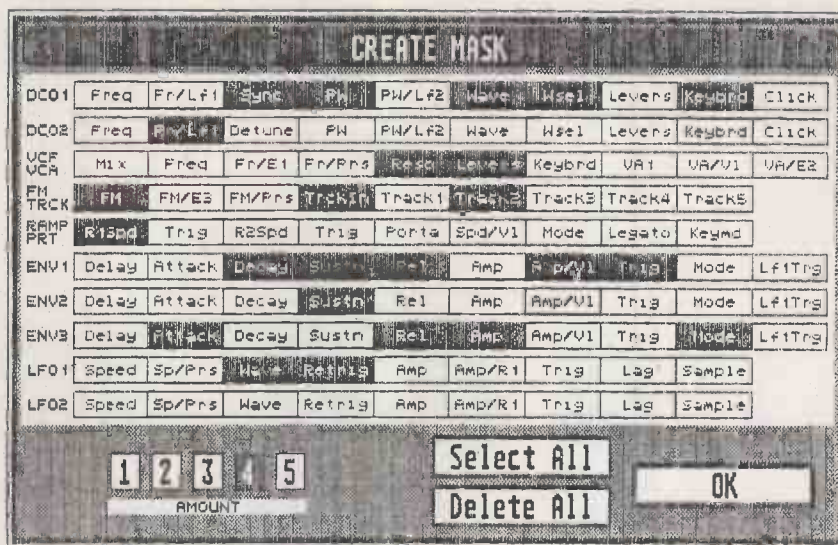 CREATE MASK
DCO1 Freq Fr/Lf1 Sync PW PW/Lf2 Wave Wsel Levers Keybrd Click
DCO2 Freq Fr/Lf1 Detune PW PW/Lf2 Wave Wsel Levers Keybrd Click
VCF VCA Mix Freq Fr/E1 Fr/Prs Reso Levers Keybrd VA1 VA/V1 VA/E2
FM TRCK FM FM/E3 FM/Prs TrckIn Track1 Track2 Track3 Track4 Track5
RAMP PRT R1Spd Trig R2Spd Trig Porta Spd/V1 Mode Legato Keymd
ENV1 Delay Attack Decay Sustn Rel Amp Amp/V1 Trig Mode Lf1Trg
ENV2 Delay Attack Decay Sustn Rel Amp Amp/V1 Trig Mode Lf1Trg
ENV3 Delay Attack Decay Sustn Rel Amp Amp/V1 Trig Mode Lf1Trg
LFO1 Speed Sp/Prs Wave Retrig Amp Amp/R1 Trig Lag Sample
LFO2 Speed Sp/Prs Wave Retrig Amp Amp/R1 Trig Lag Sample
1 2 3 4 5
AMOUNT
Select All
Delete All
OK